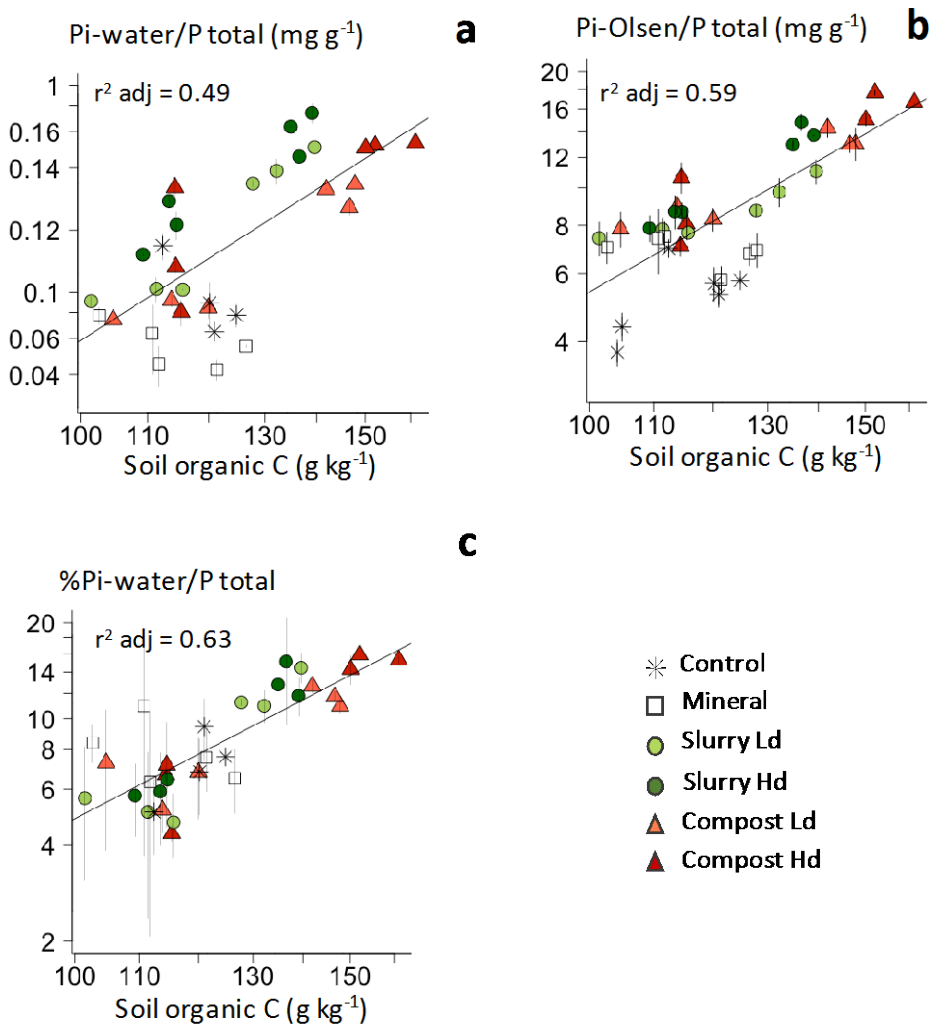 Pi-water/P total (mg g⁻¹)
a
r² adj = 0.49
1
0.16
0.14
0.12
0.1
0.06
0.04
100 110 130 150
Soil organic C (g kg⁻¹)
Pi-Olsen/P total (mg g⁻¹)
b
r² adj = 0.59
20
16
12
8
6
4
100 110 130 150
Soil organic C (g kg⁻¹)
c
%Pi-water/P total
r² adj = 0.63
20
14
10
8
6
4
2
100 110 130 150
Soil organic C (g kg⁻¹)
Control
Mineral
Slurry Ld
Slurry Hd
Compost Ld
Compost Hd